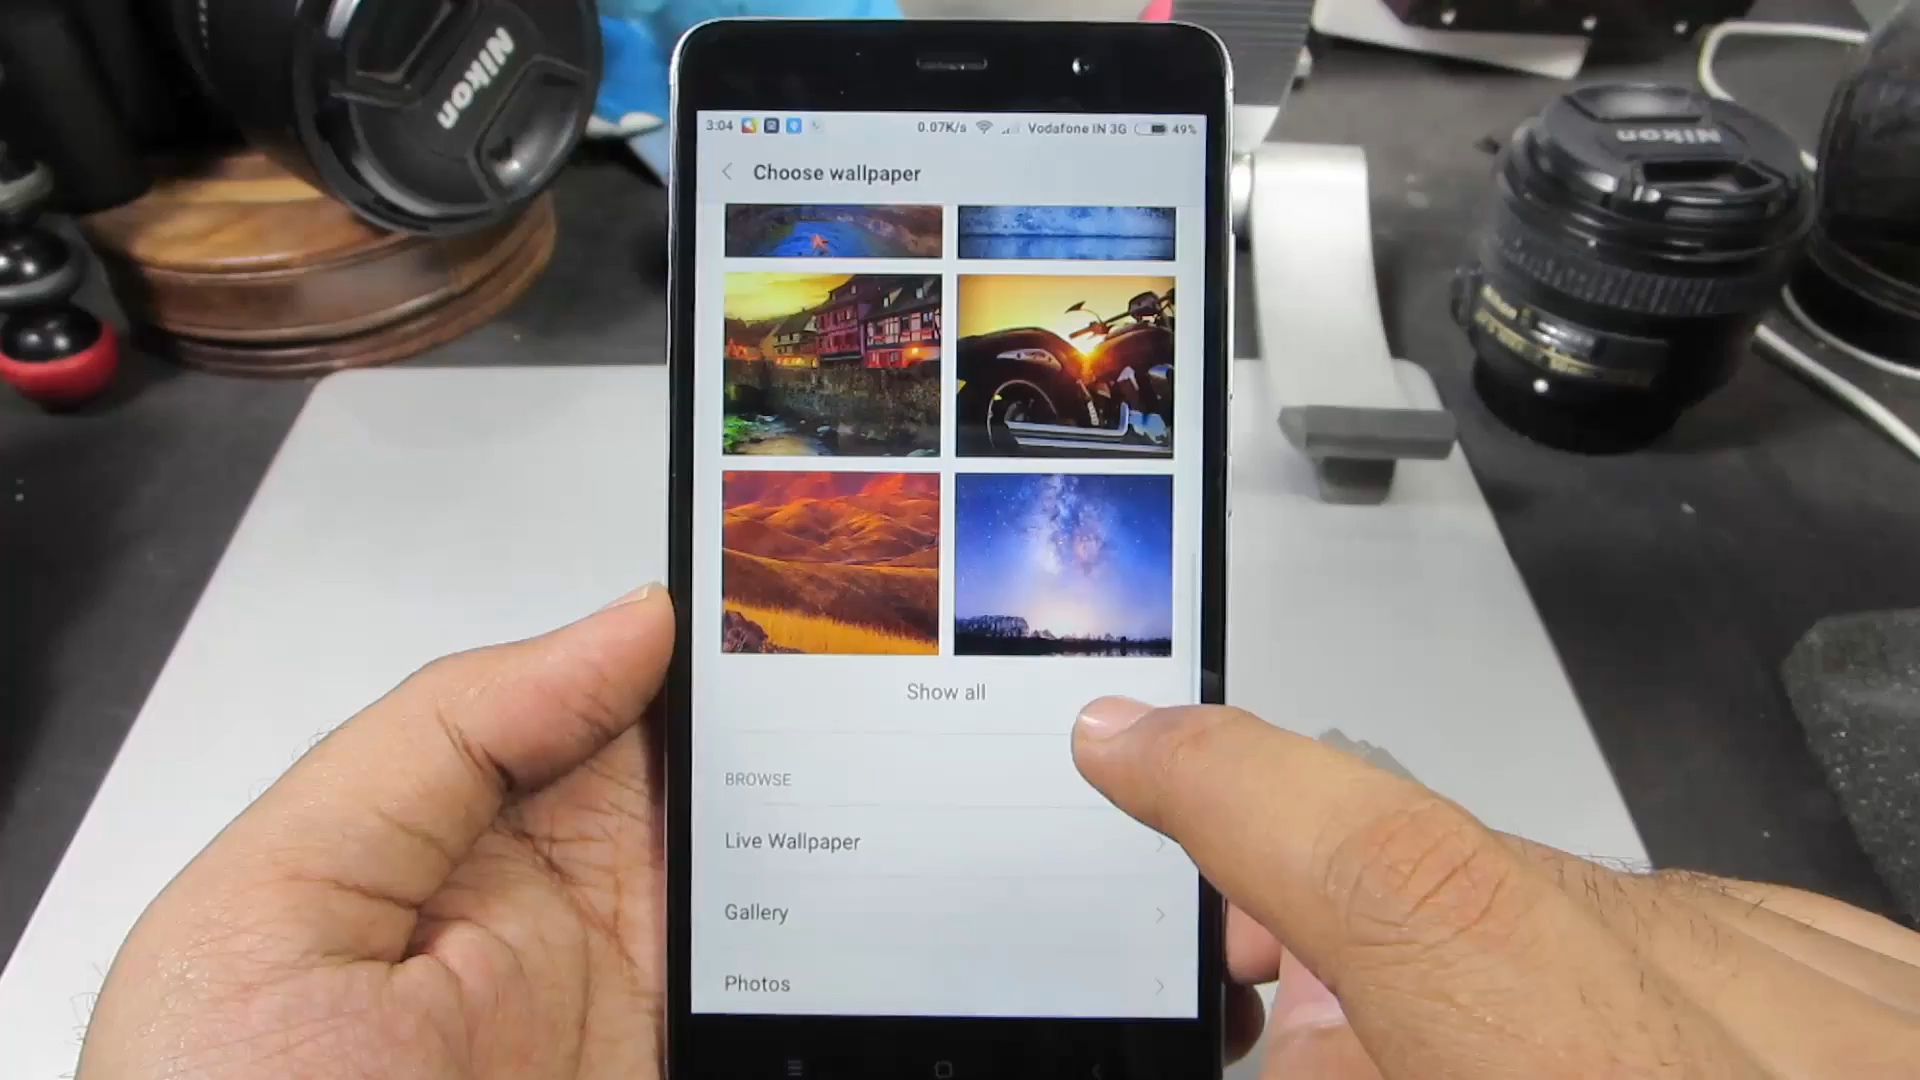 Nikon
Nikon
3:04 0.07K/s Vodafone IN 3G 49%
Choose wallpaper
Show all
BROWSE
Live Wallpaper
Gallery
Photos